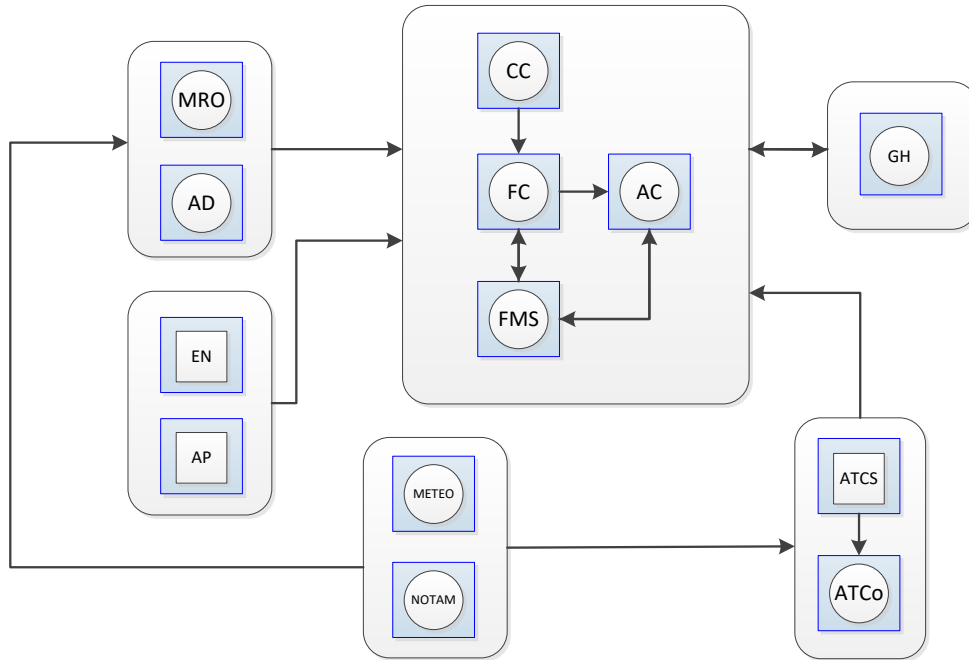 CC
MRO
GH
FC
AC
AD
FMS
EN
AP
ATCS
METEO
ATCo
NOTAM